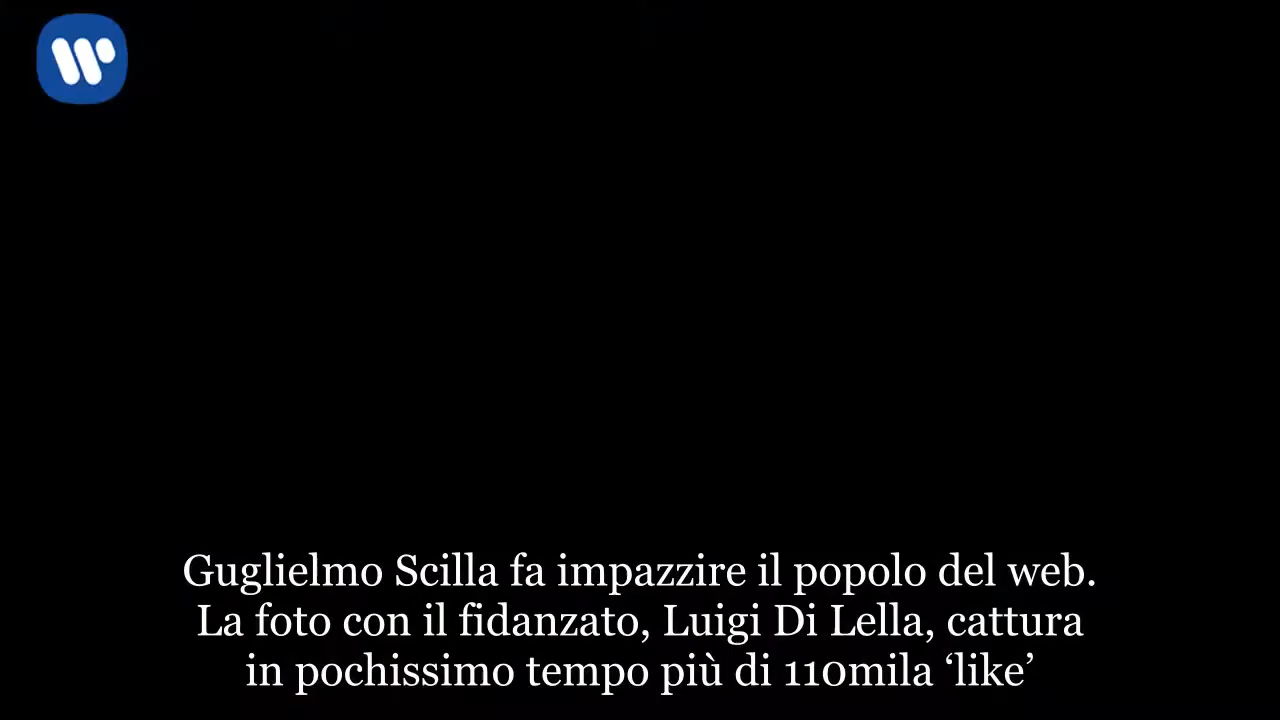 Guglielmo Scilla fa impazzire il popolo del web.
La foto con il fidanzato, Luigi Di Lella, cattura
in pochissimo tempo più di 110mila ‘like’